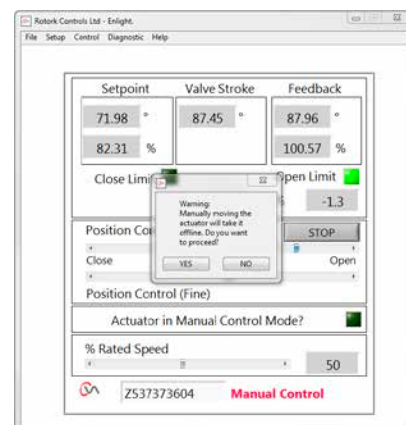 Rotork Controls Ltd - Enlight.
File Setup Control Diagnostic Help
Setpoint Valve Stroke Feedback
71.98 ° 87.45 ° 87.96 °
82.31 % 100.57 %
Close Limit Open Limit
-1.3
Warning:
Manually moving the
actuator will take it
offline. Do you want
to proceed?
YES NO
Position STOP
Close Open
Position Control (Fine)
Actuator in Manual Control Mode?
% Rated Speed
50
Z537373604 Manual Control